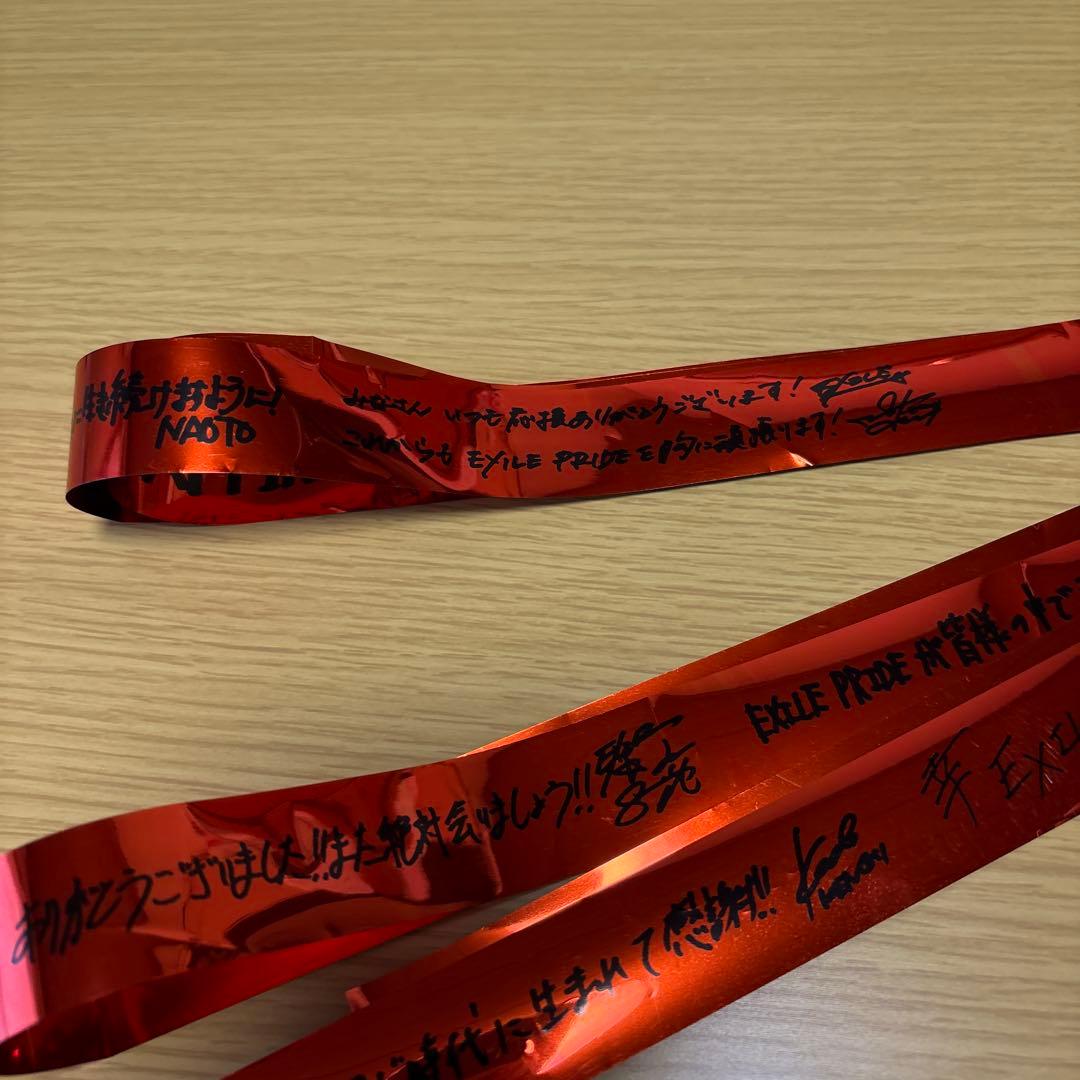 生き続けますように!
NAOTO
みなさん いつも応援ありがとうございます! EXILE
これからも EXILE PRIDE を胸に頑張ります!
EXILE PRIDE が皆様の中で
ありがとうございました!!また絶対会いましょう!!
幸 EXIL
時代に生まれて感謝!!